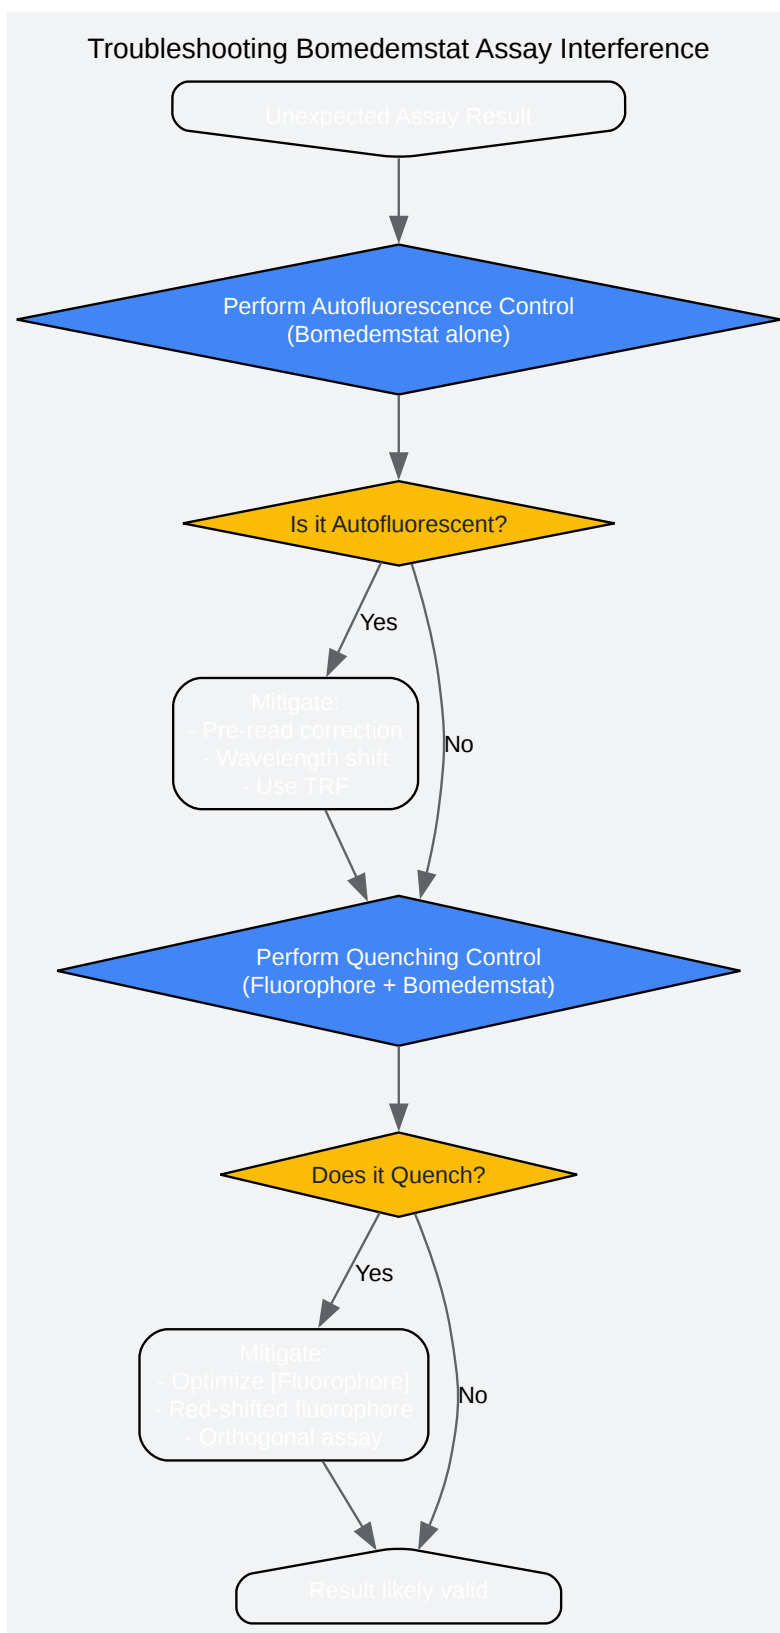 Troubleshooting Bomedemstat Assay Interference
Unexpected Assay Result
Perform Autofluorescence Control
(Bomedemstat alone)
Is it Autofluorescent?
Yes
Mitigate:
- Pre-read correction
- Wavelength shift
- Use TRF
No
Perform Quenching Control
(Fluorophore + Bomedemstat)
Does it Quench?
Yes
Mitigate:
- Optimize [Fluorophore]
- Red-shifted fluorophore
- Orthogonal assay
No
Result likely valid